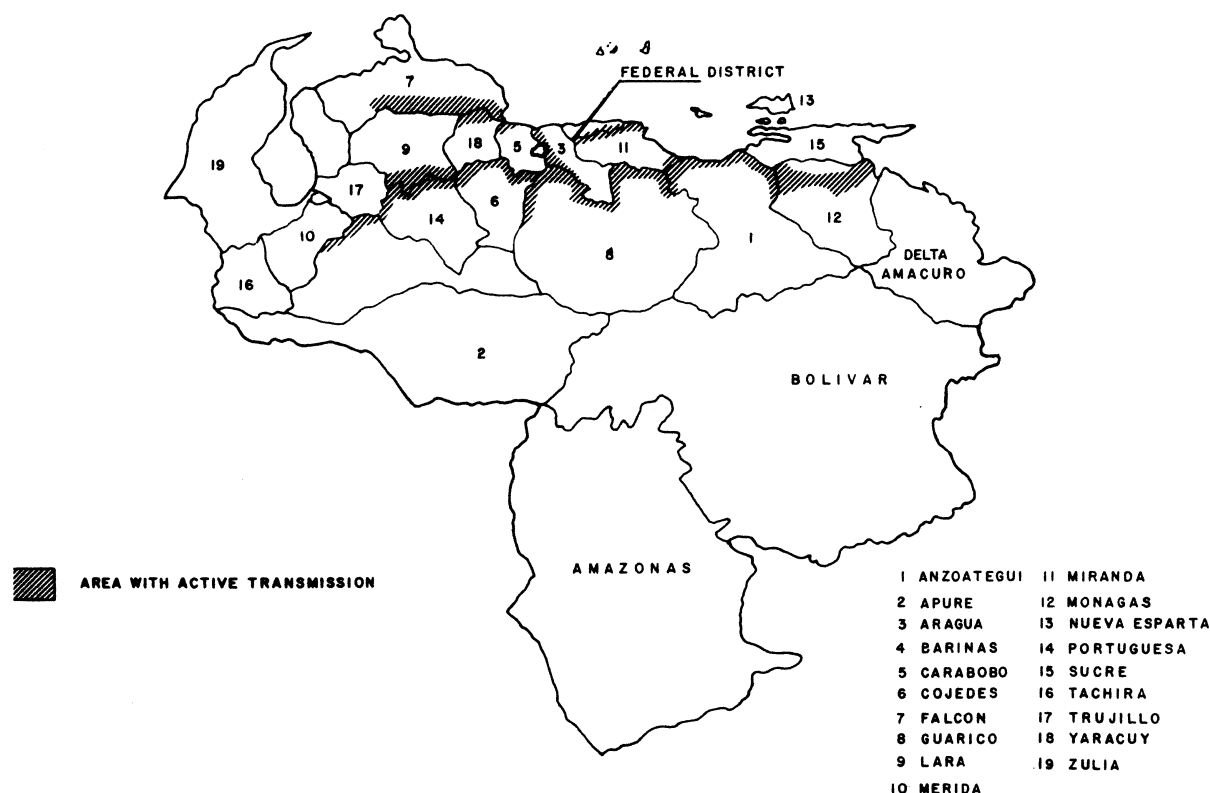 FEDERAL DISTRICT
7
13
19
9
18
5
3
11
15
17
6
14
12
10
1
8
DELTA
AMACURO
16
2
BOLIVAR
AMAZONAS
AREA WITH ACTIVE TRANSMISSION
1 ANZOATEGUI
2 APURE
3 ARAGUA
4 BARINAS
5 CARABOBO
6 COJEDES
7 FALCON
8 GUARICO
9 LARA
10 MERIDA
11 MIRANDA
12 MONAGAS
13 NUEVA ESPARTA
14 PORTUGUESA
15 SUCRE
16 TACHIRA
17 TRUJILLO
18 YARACUY
19 ZULIA